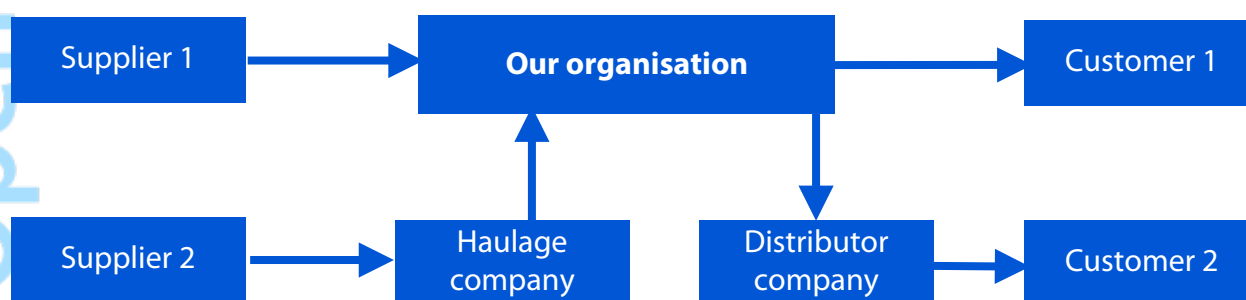 Supplier 1
Our organisation
Customer 1
Supplier 2
Haulage
company
Distributor
company
Customer 2